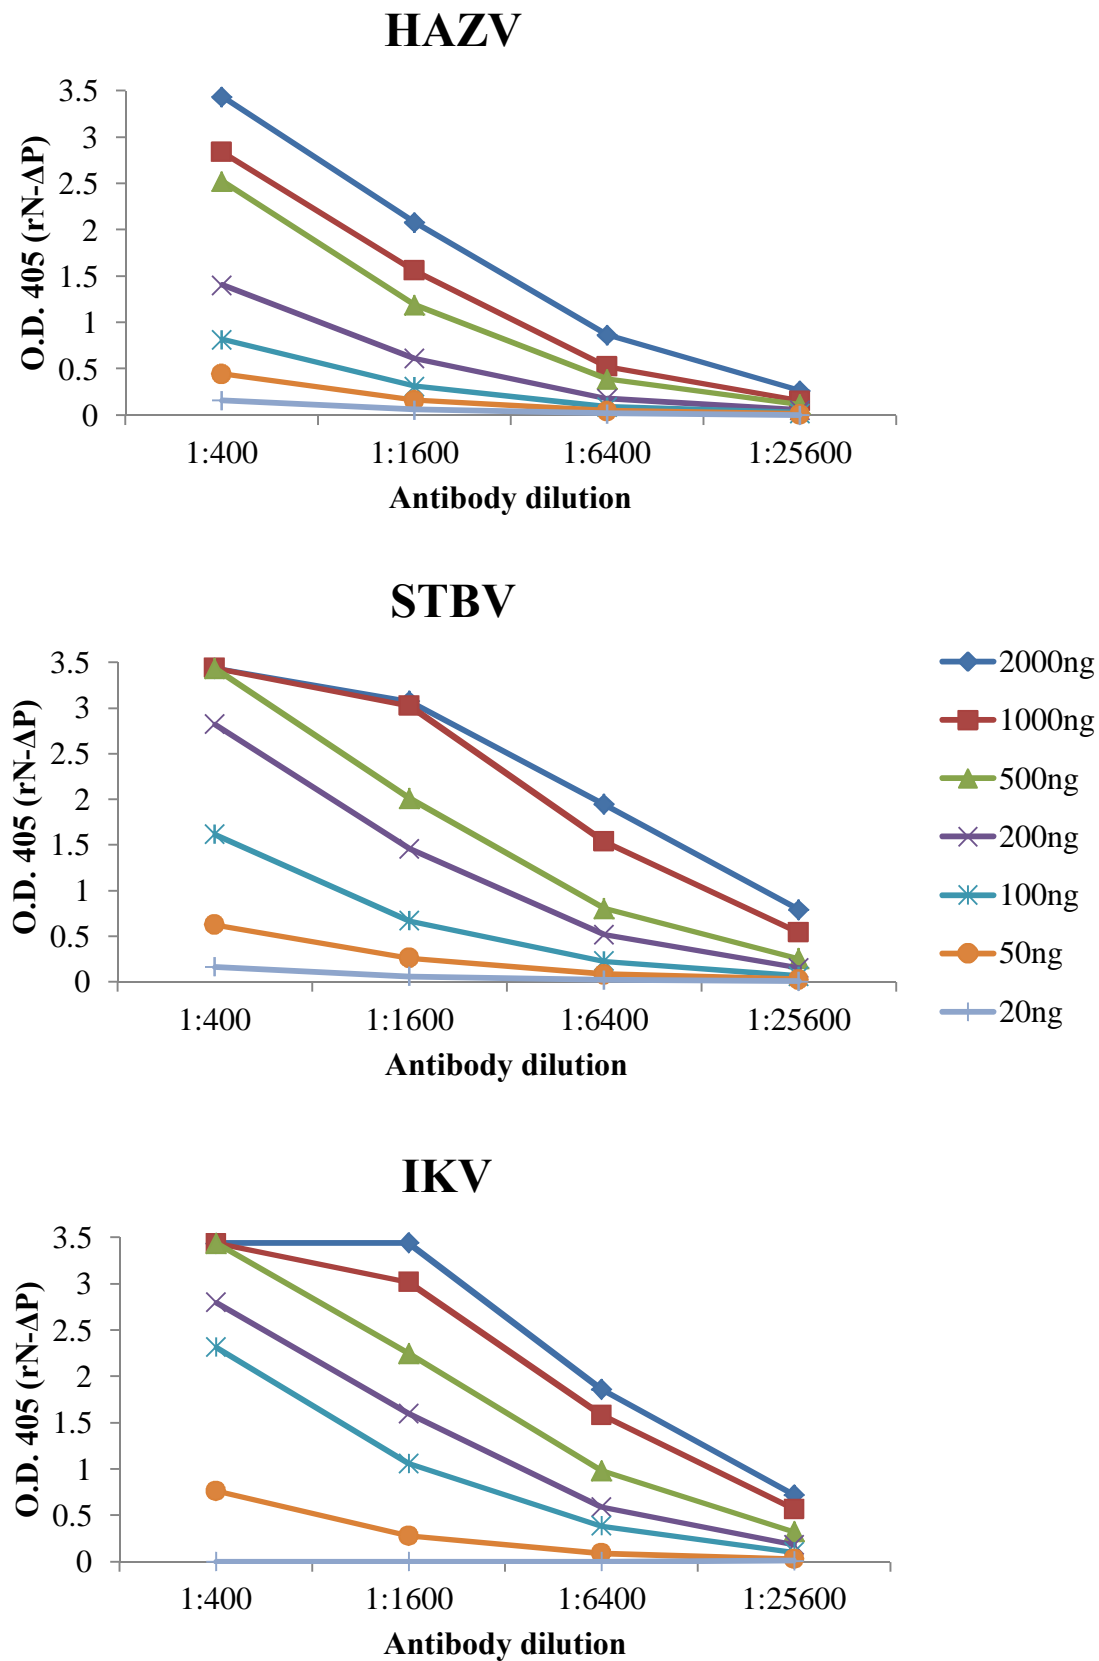 HAZV
3.5
3
2.5
2
1.5
1
0.5
0
O.D. 405 (rN-ΔP)
1:400 1:1600 1:6400 1:25600
Antibody dilution
STBV
3.5
3
2.5
2
1.5
1
0.5
0
O.D. 405 (rN-ΔP)
1:400 1:1600 1:6400 1:25600
Antibody dilution
2000ng
1000ng
500ng
200ng
100ng
50ng
20ng
IKV
3.5
3
2.5
2
1.5
1
0.5
0
O.D. 405 (rN-ΔP)
1:400 1:1600 1:6400 1:25600
Antibody dilution